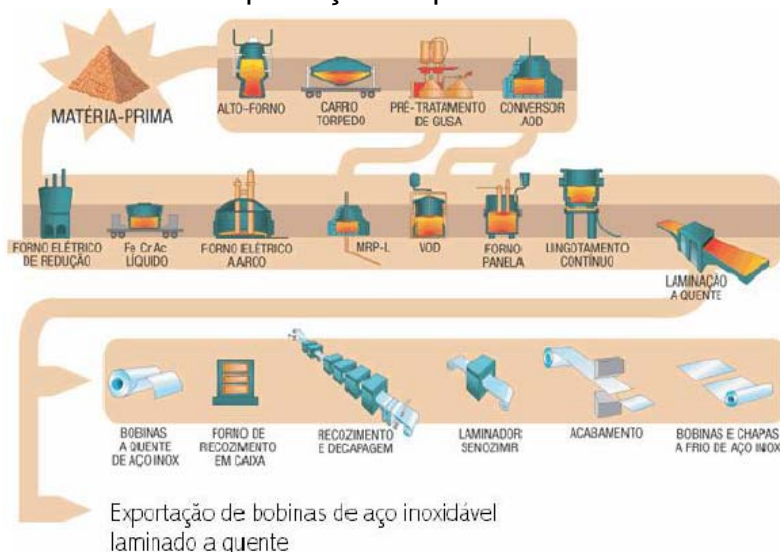 MATÉRIA-PRIMA
ALTO-FORNO
CARRIO
TORPEDO
PRÉ-TRATAMENTO
DE GUSA
CONVERSOR
AOD
FORNO ELÉTRICO
DE REDUÇÃO
Fe Cr Ac
LÍQUIDO
FORNO ELÉTRICO
A ARCO
MRP-L
VOD
FORNO
PANELA
LINGOTAMENTO
CONTÍNUO
LAMINAÇÃO
A QUENTE
BOBINAS
A QUENTE
DE AÇO INOX
FORNO DE
RECOZIMENTO
EM CAIXA
RECOZIMENTO
E DECAPAGEM
LAMINADOR
SENDZIMIR
ACABAMENTO
BOBINAS E CHAPAS
A FRIO DE AÇO INOX
Exportação de bobinas de aço inoxidável
laminado a quente